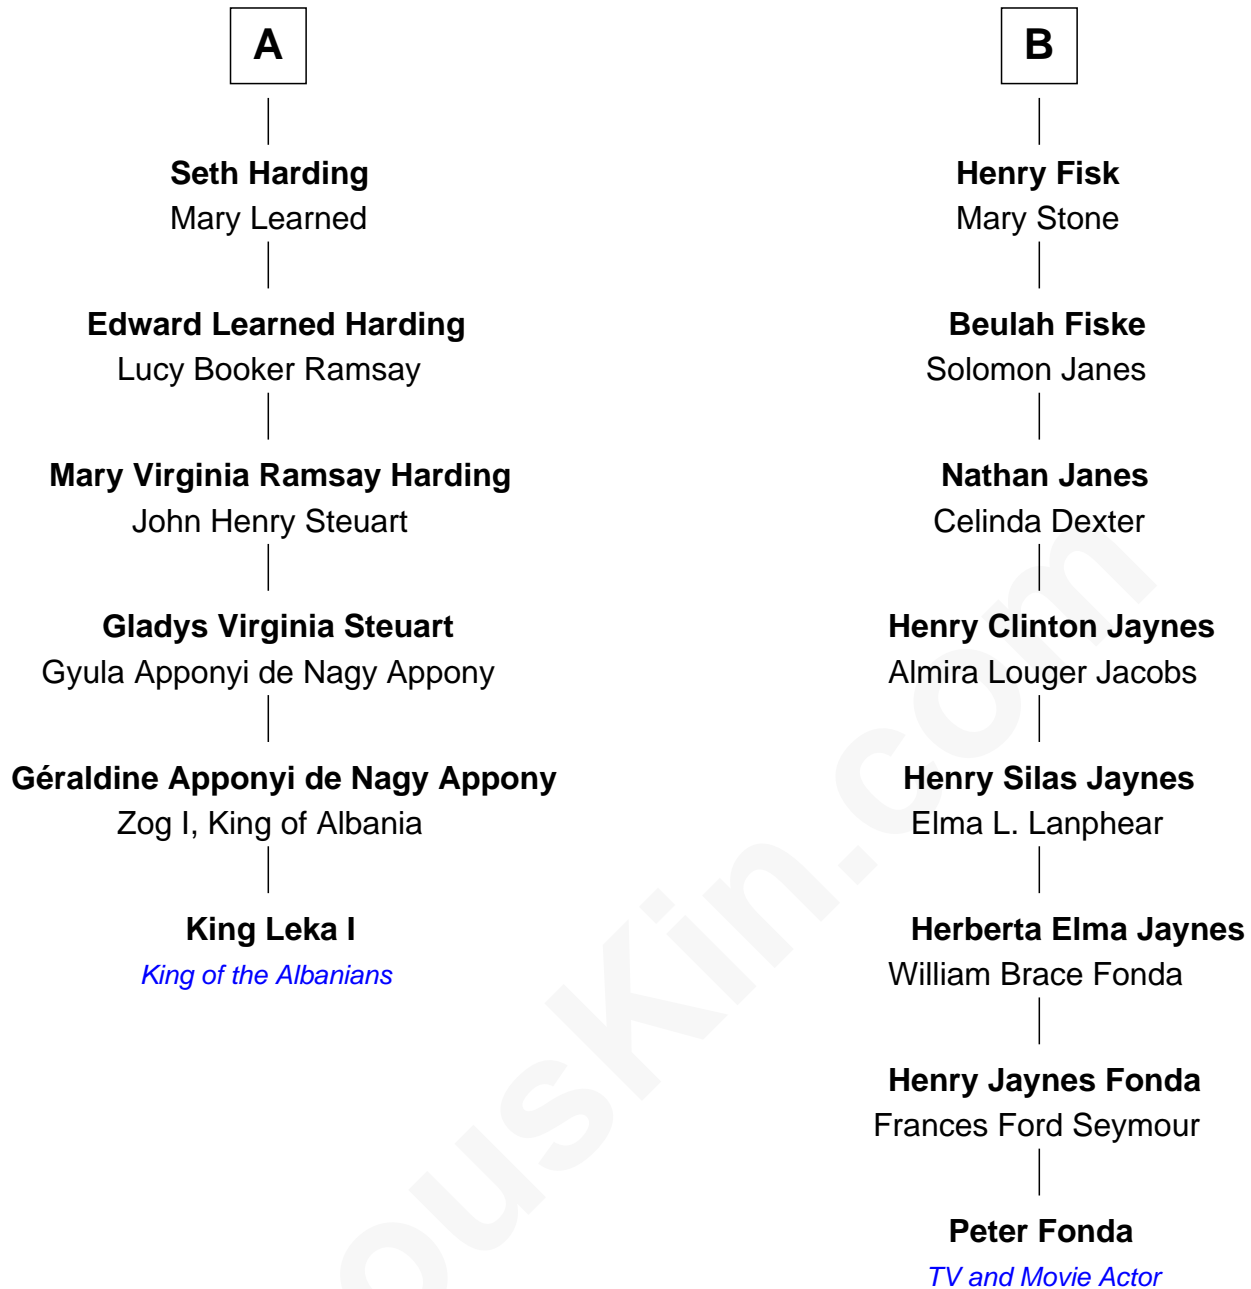 A
Seth Harding
Mary Learned
Edward Learned Harding
Lucy Booker Ramsay
Mary Virginia Ramsay Harding
John Henry Steuart
Gladys Virginia Steuart
Gyula Apponyi de Nagy Appony
Géraldine Apponyi de Nagy Appony
Zog I, King of Albania
King Leka I
King of the Albanians
B
Henry Fisk
Mary Stone
Beulah Fiske
Solomon Janes
Nathan Janes
Celinda Dexter
Henry Clinton Jaynes
Almira Louger Jacobs
Henry Silas Jaynes
Elma L. Lanphear
Herberta Elma Jaynes
William Brace Fonda
Henry Jaynes Fonda
Frances Ford Seymour
Peter Fonda
TV and Movie Actor
ousKin.com